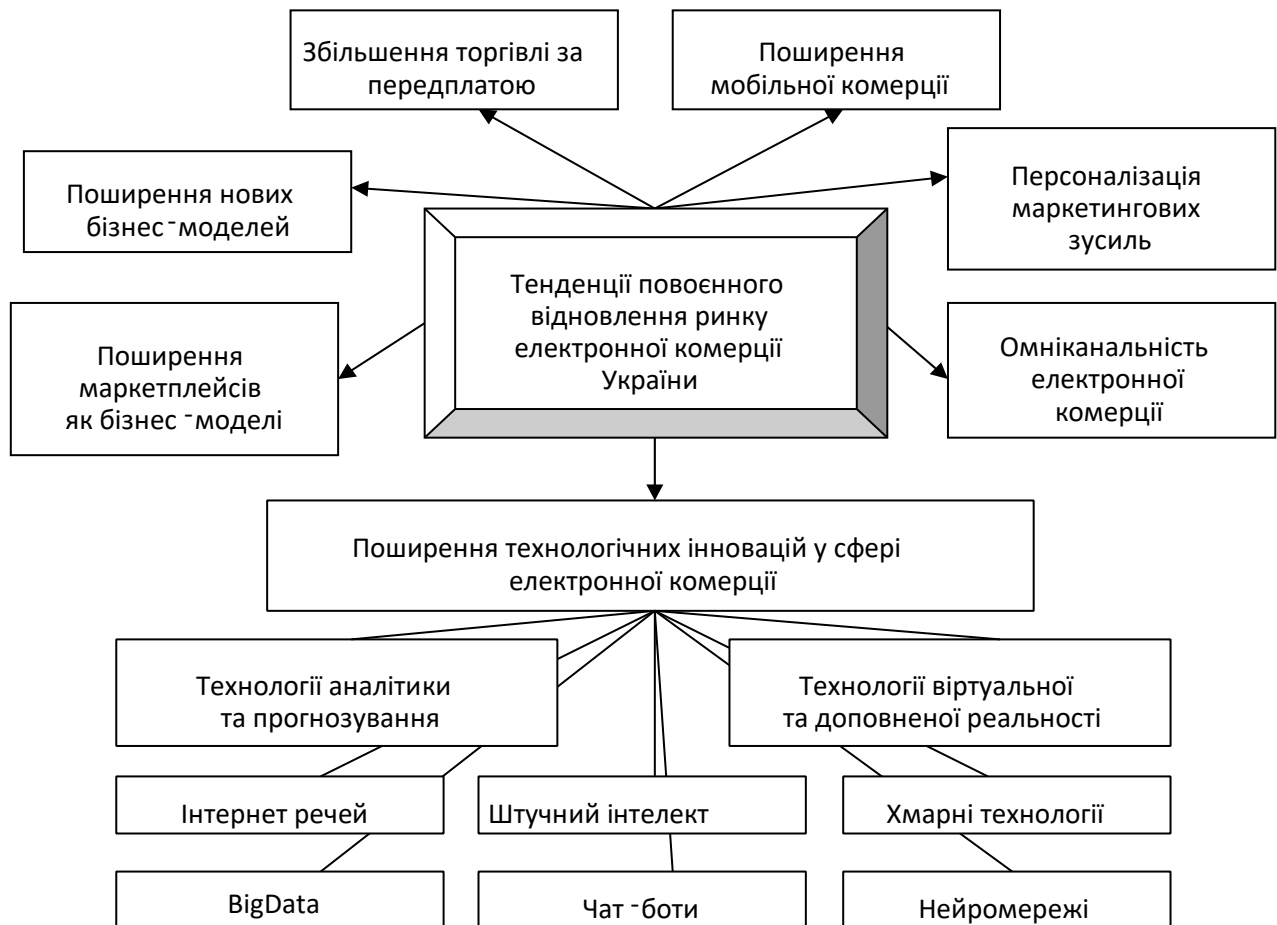 Збільшення торгівлі за
передплатою
Поширення
мобільної комерції
Поширення нових
бізнес-моделей
Персоналізація
маркетингових
зусиль
Тенденції повоєнного
відновлення ринку
електронної комерції
України
Поширення
маркетплейсів
як бізнес -моделі
Омніканальність
електронної
комерції
Поширення технологічних інновацій у сфері
електронної комерції
Технології аналітики
та прогнозування
Технології віртуальної
та доповненої реальності
Інтернет речей
Штучний інтелект
Хмарні технології
BigData
Чат -боти
Нейромережі